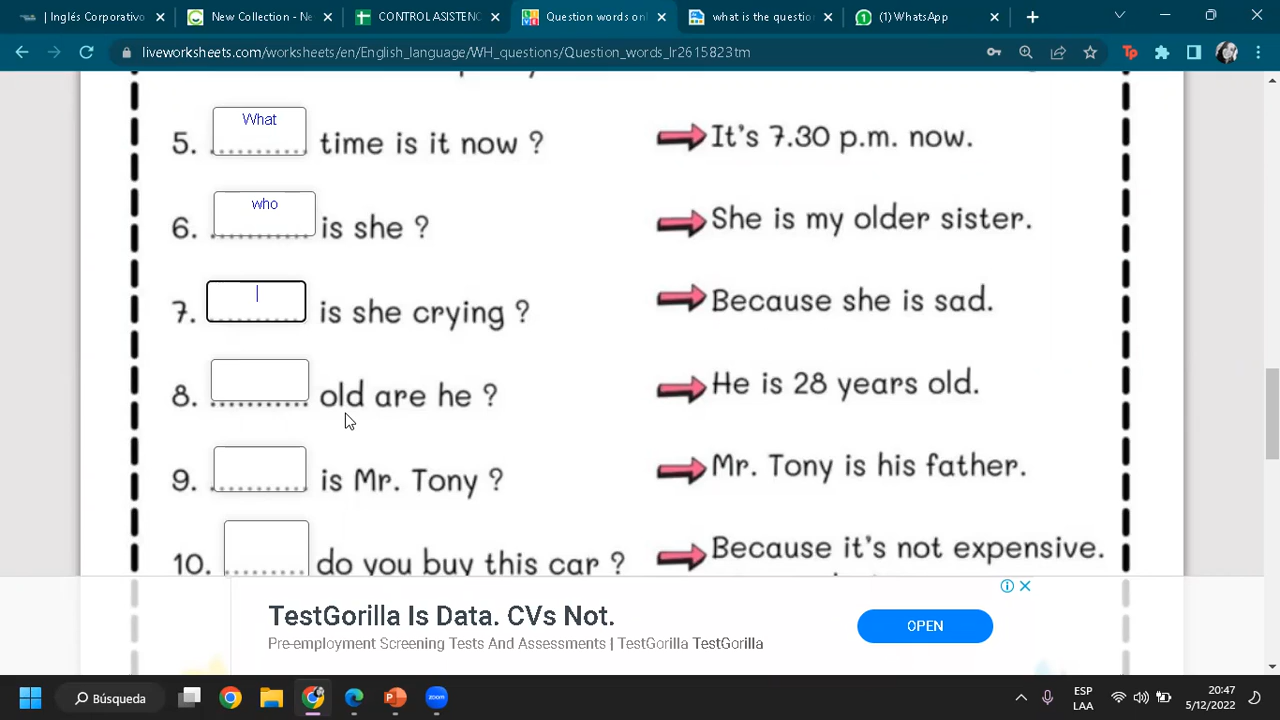 | Inglés Corporativo
New Collection - Ne
CONTROL ASISTENC
Question words onl
what is the question
(1) WhatsApp
liveworksheets.com/worksheets/en/English_language/WH_questions/Question_words_lr2615823tm
5. What time is it now ? It's 7.30 p.m. now.
6. who is she ? She is my older sister.
7. is she crying ? Because she is sad.
8. old are he ? He is 28 years old.
9. is Mr. Tony ? Mr. Tony is his father.
10. do you buy this car ? Because it's not expensive.
TestGorilla Is Data. CVs Not.
Pre-employment Screening Tests And Assessments | TestGorilla TestGorilla
OPEN
Búsqueda
zoom
ESP
LAA
20:47
5/12/2022